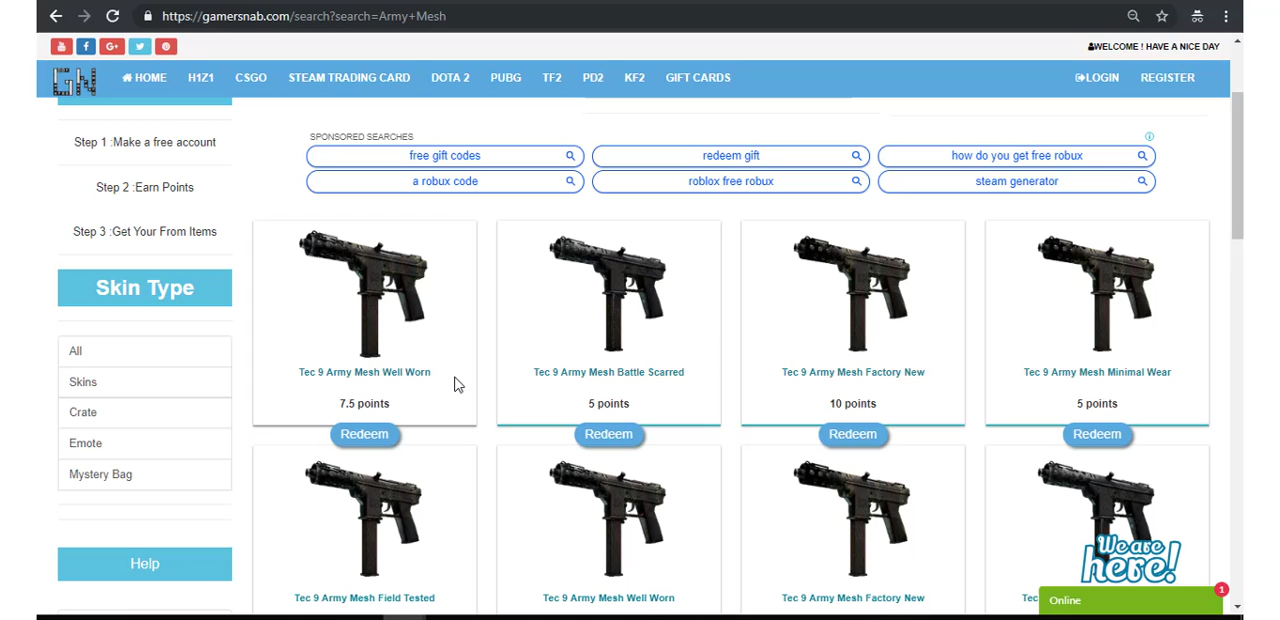 https://gamersnab.com/search?search=Army+Mesh
WELCOME ! HAVE A NICE DAY
GN
HOME H1Z1 CSGO STEAM TRADING CARD DOTA 2 PUBG TF2 PD2 KF2 GIFT CARDS LOGIN REGISTER
Step 1 :Make a free account
Step 2 :Earn Points
Step 3 :Get Your From Items
SPONSORED SEARCHES
free gift codes
redeem gift
how do you get free robux
a robux code
roblox free robux
steam generator
Skin Type
All
Skins
Crate
Emote
Mystery Bag
Help
Tec 9 Army Mesh Well Worn
7.5 points
Redeem
Tec 9 Army Mesh Battle Scarred
5 points
Redeem
Tec 9 Army Mesh Factory New
10 points
Redeem
Tec 9 Army Mesh Minimal Wear
5 points
Redeem
Tec 9 Army Mesh Field Tested
Tec 9 Army Mesh Well Worn
Tec 9 Army Mesh Factory New
Tec
We are here!
Online
1